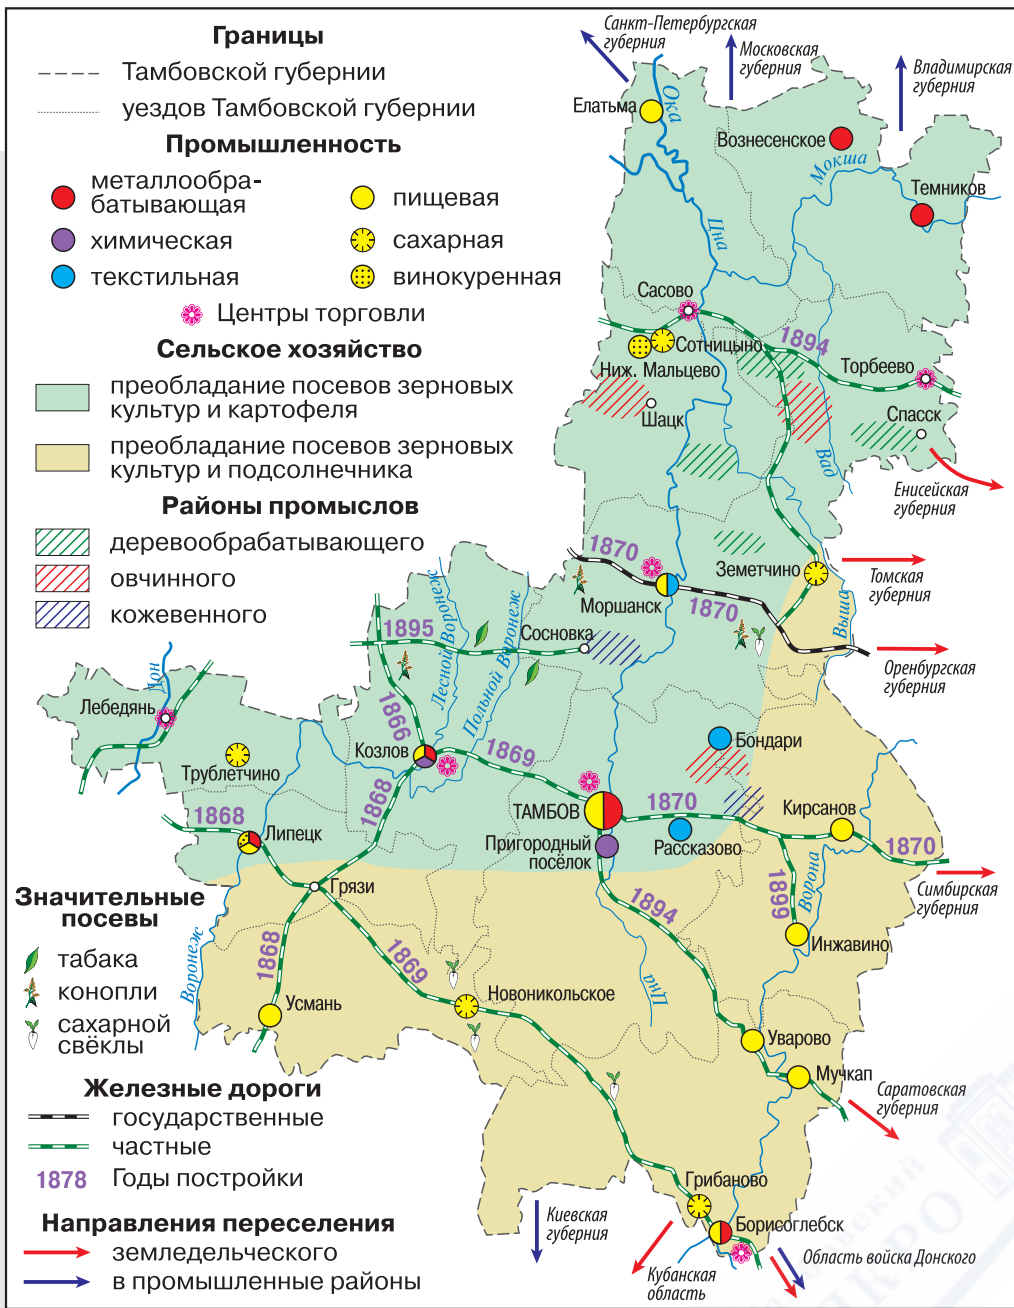 Границы
Тамбовской губернии
уездов Тамбовской губернии
Промышленность
металлообра-
батывающая
пищевая
химическая
сахарная
текстильная
винокуренная
Центры торговли
Сельское хозяйство
преобладание посевов зерновых
культур и картофеля
преобладание посевов зерновых
культур и подсолнечника
Районы промыслов
деревообрабатывающего
овчинного
кожевенного
Значительные
посевы
табака
конопли
сахарной
свёклы
Железные дороги
государственные
частные
1878
Годы постройки
Направления переселения
земледельческого
в промышленные районы
Санкт-Петербургская
губерния
Московская
губерния
Владимирская
губерния
Елатьма
Ока
Вознесенское
Мокша
Темников
Цна
Сасово
Сотницыно
1894
Ниж. Мальцево
Торбеево
Шацк
Спасск
Вад
Енисейская
губерния
1870
Земетчино
Томская
губерния
Моршанск
1870
Выша
Оренбургская
губерния
1895
Лесной Воронеж
Польной Воронеж
Сосновка
Дон
Лебедянь
1866
Козлов
1869
Бондари
Трублетчино
1868
1868
Липецк
ТАМБОВ
1870
Кирсанов
Пригородный
посёлок
Рассказово
1870
Симбирская
губерния
Грязи
1894
1899
Ворона
Инжавино
Воронеж
1868
1869
Усмань
Новоникольское
Цна
Уварово
Мучкап
Саратовская
губерния
Грибаново
Киевская
губерния
Борисоглебск
Кубанская
область
Область войска Донского